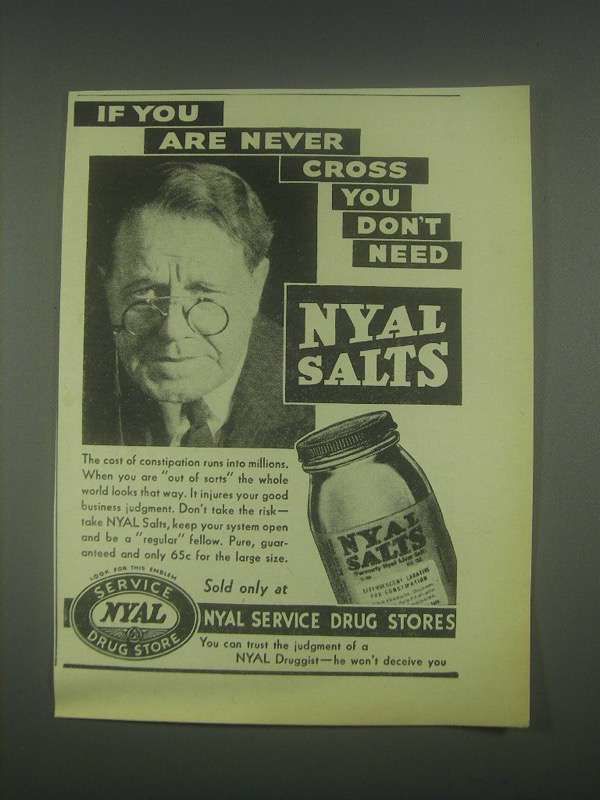 IF YOU
ARE NEVER
CROSS
YOU
DON'T
NEED
NYAL
SALTS
The cost of constipation runs into millions.
When you are "out of sorts" the whole
world looks that way. It injures your good
business judgment. Don't take the risk—
take NYAL Salts, keep your system open
and be a "regular" fellow. Pure, guar-
anteed and only 65c for the large size.
NYAL
SALTS
EFFERVESCENT LAXATIVE
FOR CONSTIPATION
LOOK FOR THIS EMBLEM
SERVICE
NYAL
DRUG STORE
Sold only at
NYAL SERVICE DRUG STORES
You can trust the judgment of a
NYAL Druggist—he won't deceive you